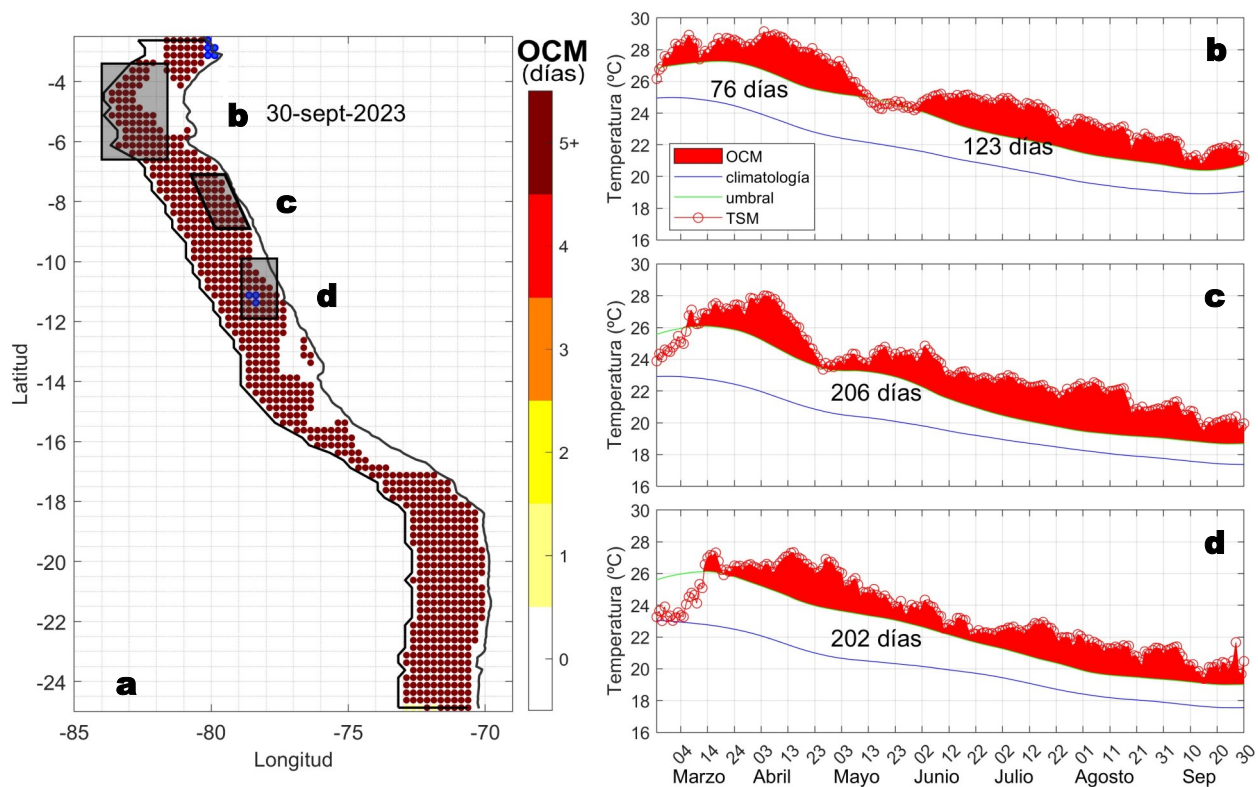 -4
-6
-8
-10
-12
-14
-16
-18
-20
-22
-24
Latitud
-85
-80
-75
-70
Longitud
a
b
30-sept-2023
c
d
OCM
(días)
5+
4
3
2
1
0
b
Temperatura (ºC)
30
28
26
24
22
20
18
16
76 días
123 días
OCM
climatología
umbral
TSM
c
Temperatura (ºC)
30
28
26
24
22
20
18
16
206 días
d
Temperatura (ºC)
30
28
26
24
22
20
18
16
202 días
04 14 24 03 13 23 03 13 23 02 12 22 02 12 22 01 11 21 31 10 20 30
Marzo Abril Mayo Junio Julio Agosto Sep